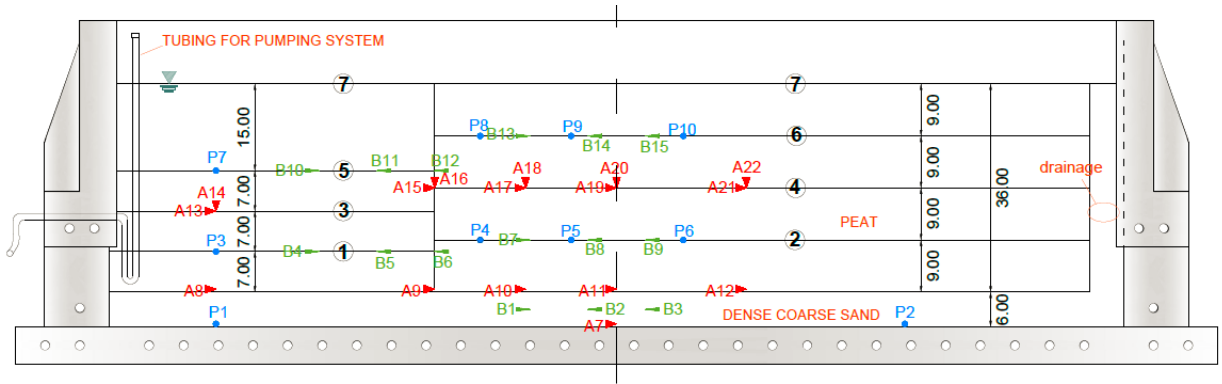 TUBING FOR PUMPING SYSTEM
7 7
15.00 9.00
P8 B13 P9 B14 B15 P10 6
P7 B10 5 B11 B12
A14 A15 A16 A17 A18 A19 A20 A21 A22 4
7.00 9.00 36.00 drainage
A13 3
7.00 PEAT
P4 B7 P5 B8 B9 P6 2 9.00
P3 B4 1 B5 B6
7.00 9.00
A8 A9 A10 A11 A12
P1 B1 B2 B3 DENSE COARSE SAND P2 6.00
A7